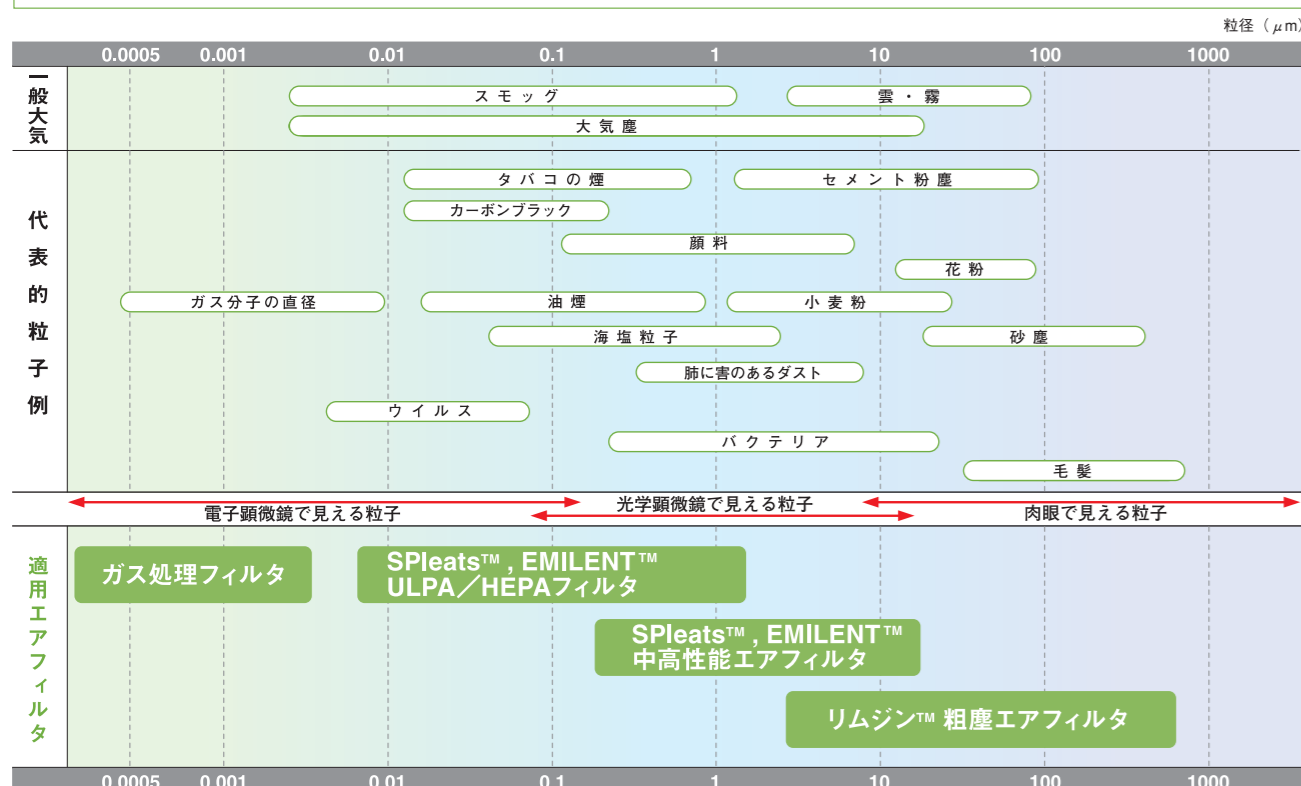 粒径（μm）
0.0005 0.001 0.01 0.1 1 10 100 1000
一般大気
スモッグ 雲・霧
大気塵
代表的粒子例
タバコの煙 セメント粉塵
カーボンブラック
顔料
花粉
ガス分子の直径 油煙 小麦粉
海塩粒子 砂塵
肺に害のあるダスト
ウイルス
バクテリア
毛髪
電子顕微鏡で見える粒子 光学顕微鏡で見える粒子 肉眼で見える粒子
適用エアフィルタ
ガス処理フィルタ
SPleats™ , EMILENT™
ULPA／HEPAフィルタ
SPleats™ , EMILENT™
中高性能エアフィルタ
リムジン™ 粗塵エアフィルタ
0.0005 0.001 0.01 0.1 1 10 100 1000